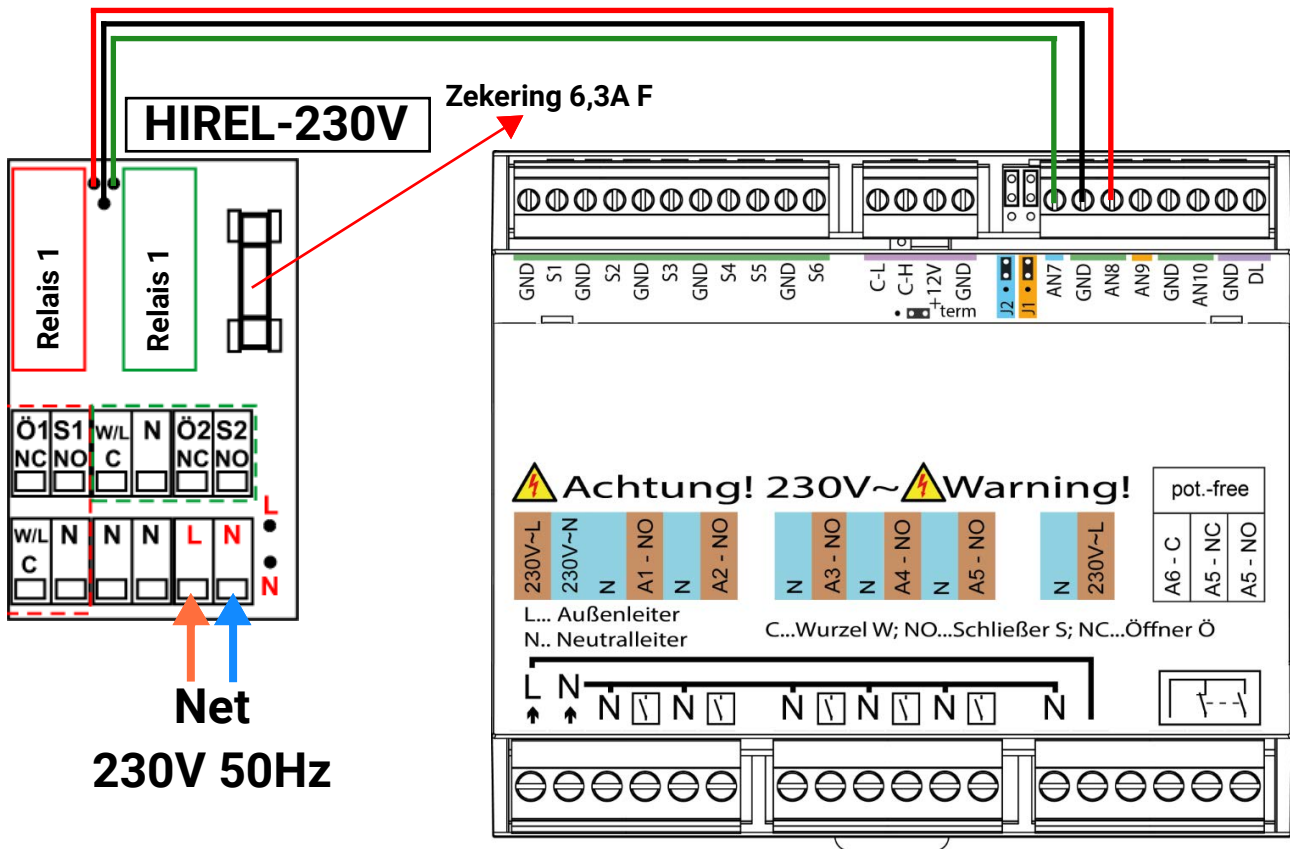 Zekering 6,3A F
HIREL-230V
Relais 1
Relais 1
Ö1 S1 W/L N Ö2 S2
NC NO C NC NO
L
W/L N N N L N
C
N
Net
230V 50Hz
GND S1 GND S2 GND S3 GND S4 S5 GND S6
C-L C-H +12V GND
term
J2 J1
AN7 GND AN8 AN9 GND AN10 GND DL
Achtung! 230V~ Warning!
pot.-free
230V~L 230V~N N A1 - NO N A2 - NO
N A3 - NO N A4 - NO N A5 - NO
N 230V~L
A6 - C A5 - NC A5 - NO
L... Außenleiter
N.. Neutralleiter
C...Wurzel W; NO...Schließer S; NC...Öffner Ö
L N N N N N N N